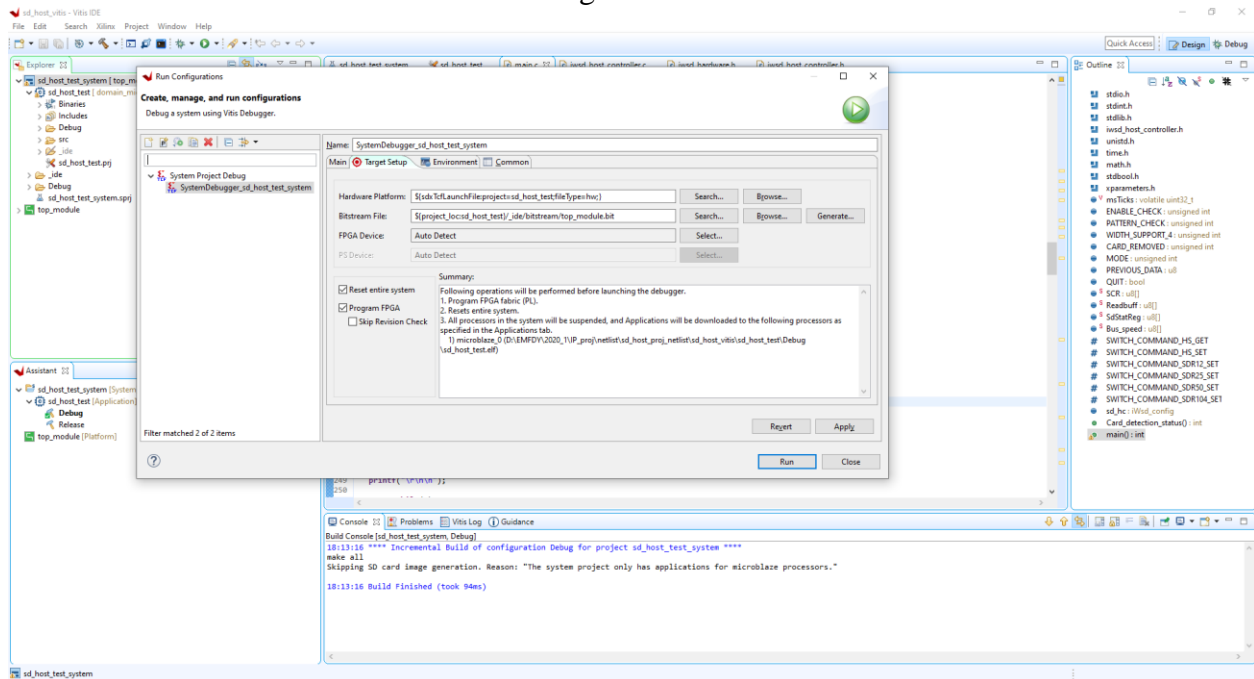 sd_host_vitis - Vitis IDE
File Edit Search Xilinx Project Window Help
Quick Access
Design
Debug
Explorer
sd_host_test_system [ top_m
sd_host_test [ domain_mi
Binaries
Includes
Debug
src
_ide
sd_host_test.prj
_ide
Debug
sd_host_test_system.sprj
top_module
Run Configurations
Create, manage, and run configurations
Debug a system using Vitis Debugger.
System Project Debug
SystemDebugger_sd_host_test_system
Filter matched 2 of 2 items
Name: SystemDebugger_sd_host_test_system
Main Target Setup Environment Common
Hardware Platform: ${sdxTcfLaunchFile:project=sd_host_test;fileType=hw;} Search... Browse...
Bitstream File: ${project_loc:sd_host_test}/_ide/bitstream/top_module.bit Search... Browse... Generate...
FPGA Device: Auto Detect Select...
PS Device: Auto Detect Select...
Reset entire system
Program FPGA
Skip Revision Check
Summary:
Following operations will be performed before launching the debugger.
1. Program FPGA fabric (PL).
2. Resets entire system.
3. All processors in the system will be suspended, and Applications will be downloaded to the following processors as
specified in the Applications tab.
1) microblaze_0 (D:\EMFDY\2020_1\IP_proj\netlist\sd_host_proj_netlist\sd_host_vitis\sd_host_test\Debug
\sd_host_test.elf)
Revert Apply
Run Close
Outline
stdio.h
stdint.h
stdlib.h
iwsd_host_controller.h
unistd.h
time.h
math.h
stdbool.h
xparameters.h
msTicks : volatile uint32_t
ENABLE_CHECK : unsigned int
PATTERN_CHECK : unsigned int
WIDTH_SUPPORT_4 : unsigned int
CARD_REMOVED : unsigned int
MODE : unsigned int
PREVIOUS_DATA : u8
QUIT : bool
SCR : u8[]
Readbuff : u8[]
SdStatReg : u8[]
Bus_speed : u8[]
SWITCH_COMMAND_HS_GET
SWITCH_COMMAND_HS_SET
SWITCH_COMMAND_SDR12_SET
SWITCH_COMMAND_SDR25_SET
SWITCH_COMMAND_SDR50_SET
SWITCH_COMMAND_SDR104_SET
sd_hc : iWsd_config
Card_detection_status() : int
main() : int
Assistant
sd_host_test_system [System
sd_host_test [Application]
Debug
Release
top_module [Platform]
250
Console Problems Vitis Log Guidance
Build Console [sd_host_test_system, Debug]
18:13:16 **** Incremental Build of configuration Debug for project sd_host_test_system ****
make all
Skipping SD card image generation. Reason: "The system project only has applications for microblaze processors."
18:13:16 Build Finished (took 94ms)
sd_host_test_system